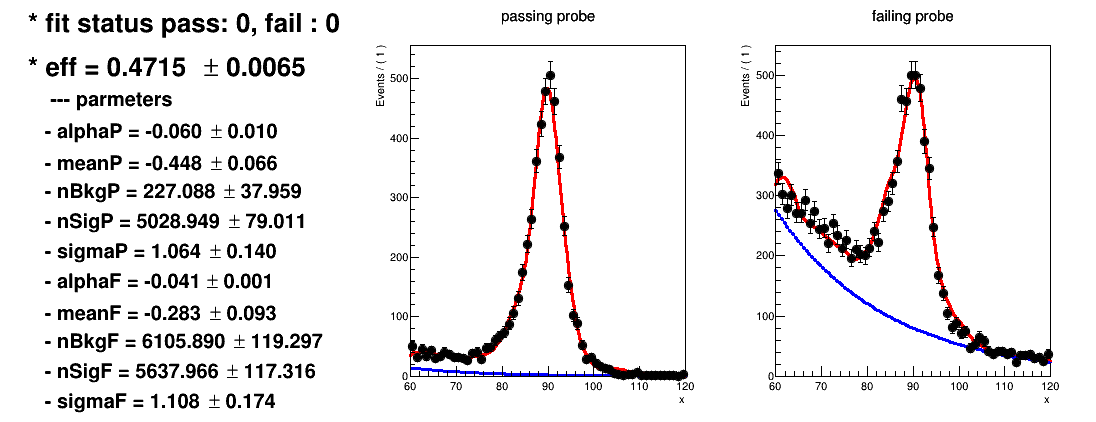 * fit status pass: 0, fail : 0
* eff = 0.4715 ± 0.0065
--- parmeters
- alphaP = -0.060 ± 0.010
- meanP = -0.448 ± 0.066
- nBkgP = 227.088 ± 37.959
- nSigP = 5028.949 ± 79.011
- sigmaP = 1.064 ± 0.140
- alphaF = -0.041 ± 0.001
- meanF = -0.283 ± 0.093
- nBkgF = 6105.890 ± 119.297
- nSigF = 5637.966 ± 117.316
- sigmaF = 1.108 ± 0.174
passing probe
Events / ( 1 )
500
400
300
200
100
0
60 70 80 90 100 110 120
x
failing probe
Events / ( 1 )
500
400
300
200
100
0
60 70 80 90 100 110 120
x